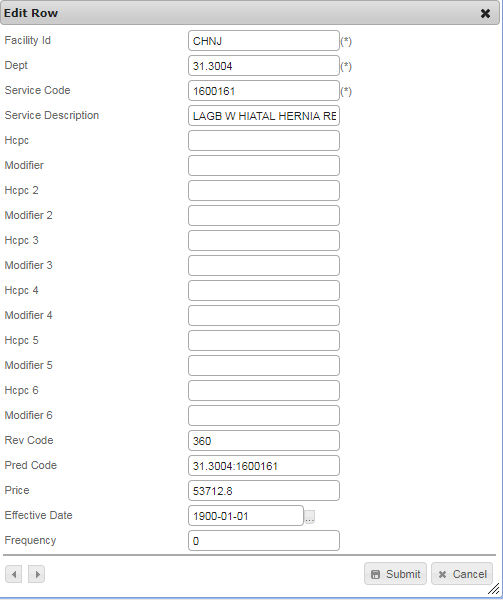 Edit Row
Facility Id CHNJ (*)
Dept 31.3004 (*)
Service Code 1600161 (*)
Service Description LAGB W HIATAL HERNIA RE
Hcpc
Modifier
Hcpc 2
Modifier 2
Hcpc 3
Modifier 3
Hcpc 4
Modifier 4
Hcpc 5
Modifier 5
Hcpc 6
Modifier 6
Rev Code 360
Pred Code 31.3004:1600161
Price 53712.8
Effective Date 1900-01-01 ...
Frequency 0
Submit Cancel